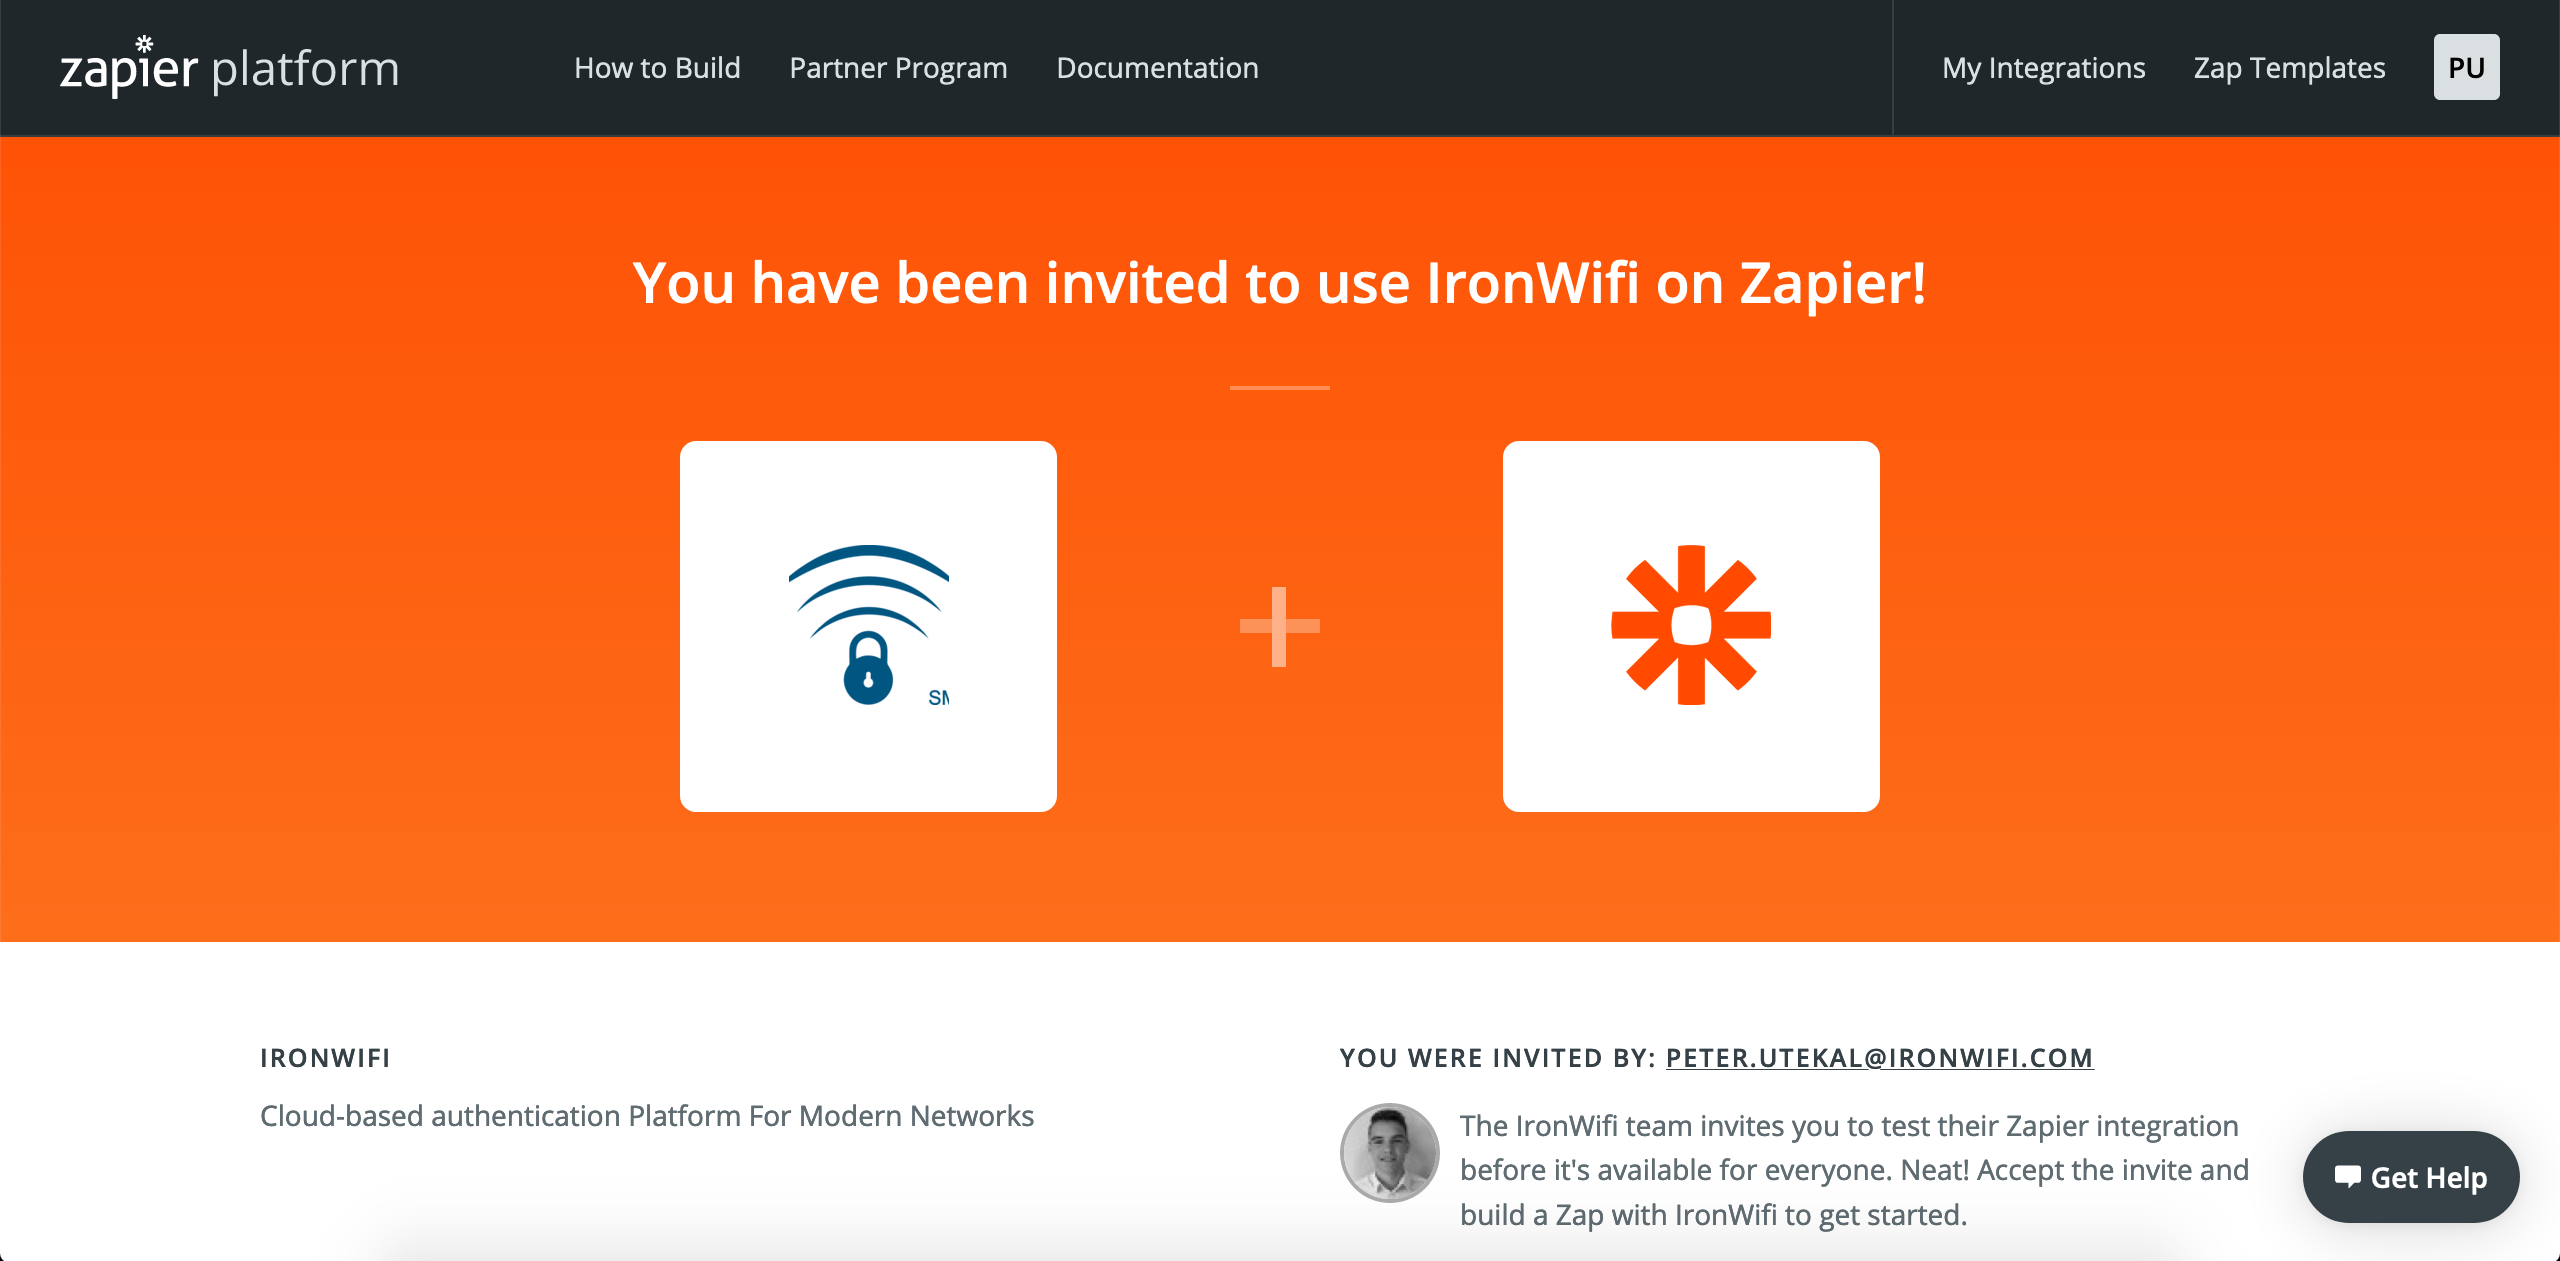 zapier platform
How to Build
Partner Program
Documentation
My Integrations
Zap Templates
PU
You have been invited to use IronWifi on Zapier!
SM
IRONWIFI
Cloud-based authentication Platform For Modern Networks
YOU WERE INVITED BY: PETER.UTEKAL@IRONWIFI.COM
The IronWifi team invites you to test their Zapier integration
before it's available for everyone. Neat! Accept the invite and
build a Zap with IronWifi to get started.
Get Help